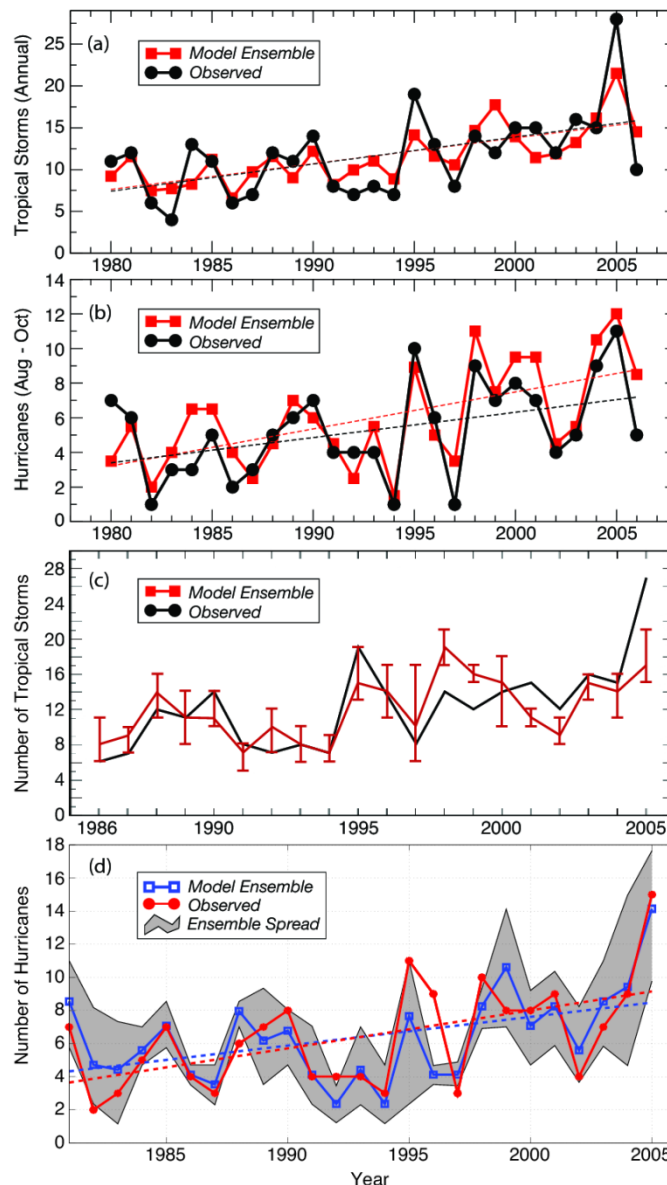 Tropical Storms (Annual)
25
20
15
10
5
0
(a)
Model Ensemble
Observed
1980 1985 1990 1995 2000 2005
Hurricanes (Aug - Oct)
14
12
10
8
6
4
2
0
(b)
Model Ensemble
Observed
1980 1985 1990 1995 2000 2005
Number of Tropical Storms
28
24
20
16
12
8
4
0
(c)
Model Ensemble
Observed
1986 1990 1995 2000 2005
Number of Hurricanes
18
16
14
12
10
8
6
4
2
0
(d)
Model Ensemble
Observed
Ensemble Spread
1985 1990 1995 2000 2005
Year